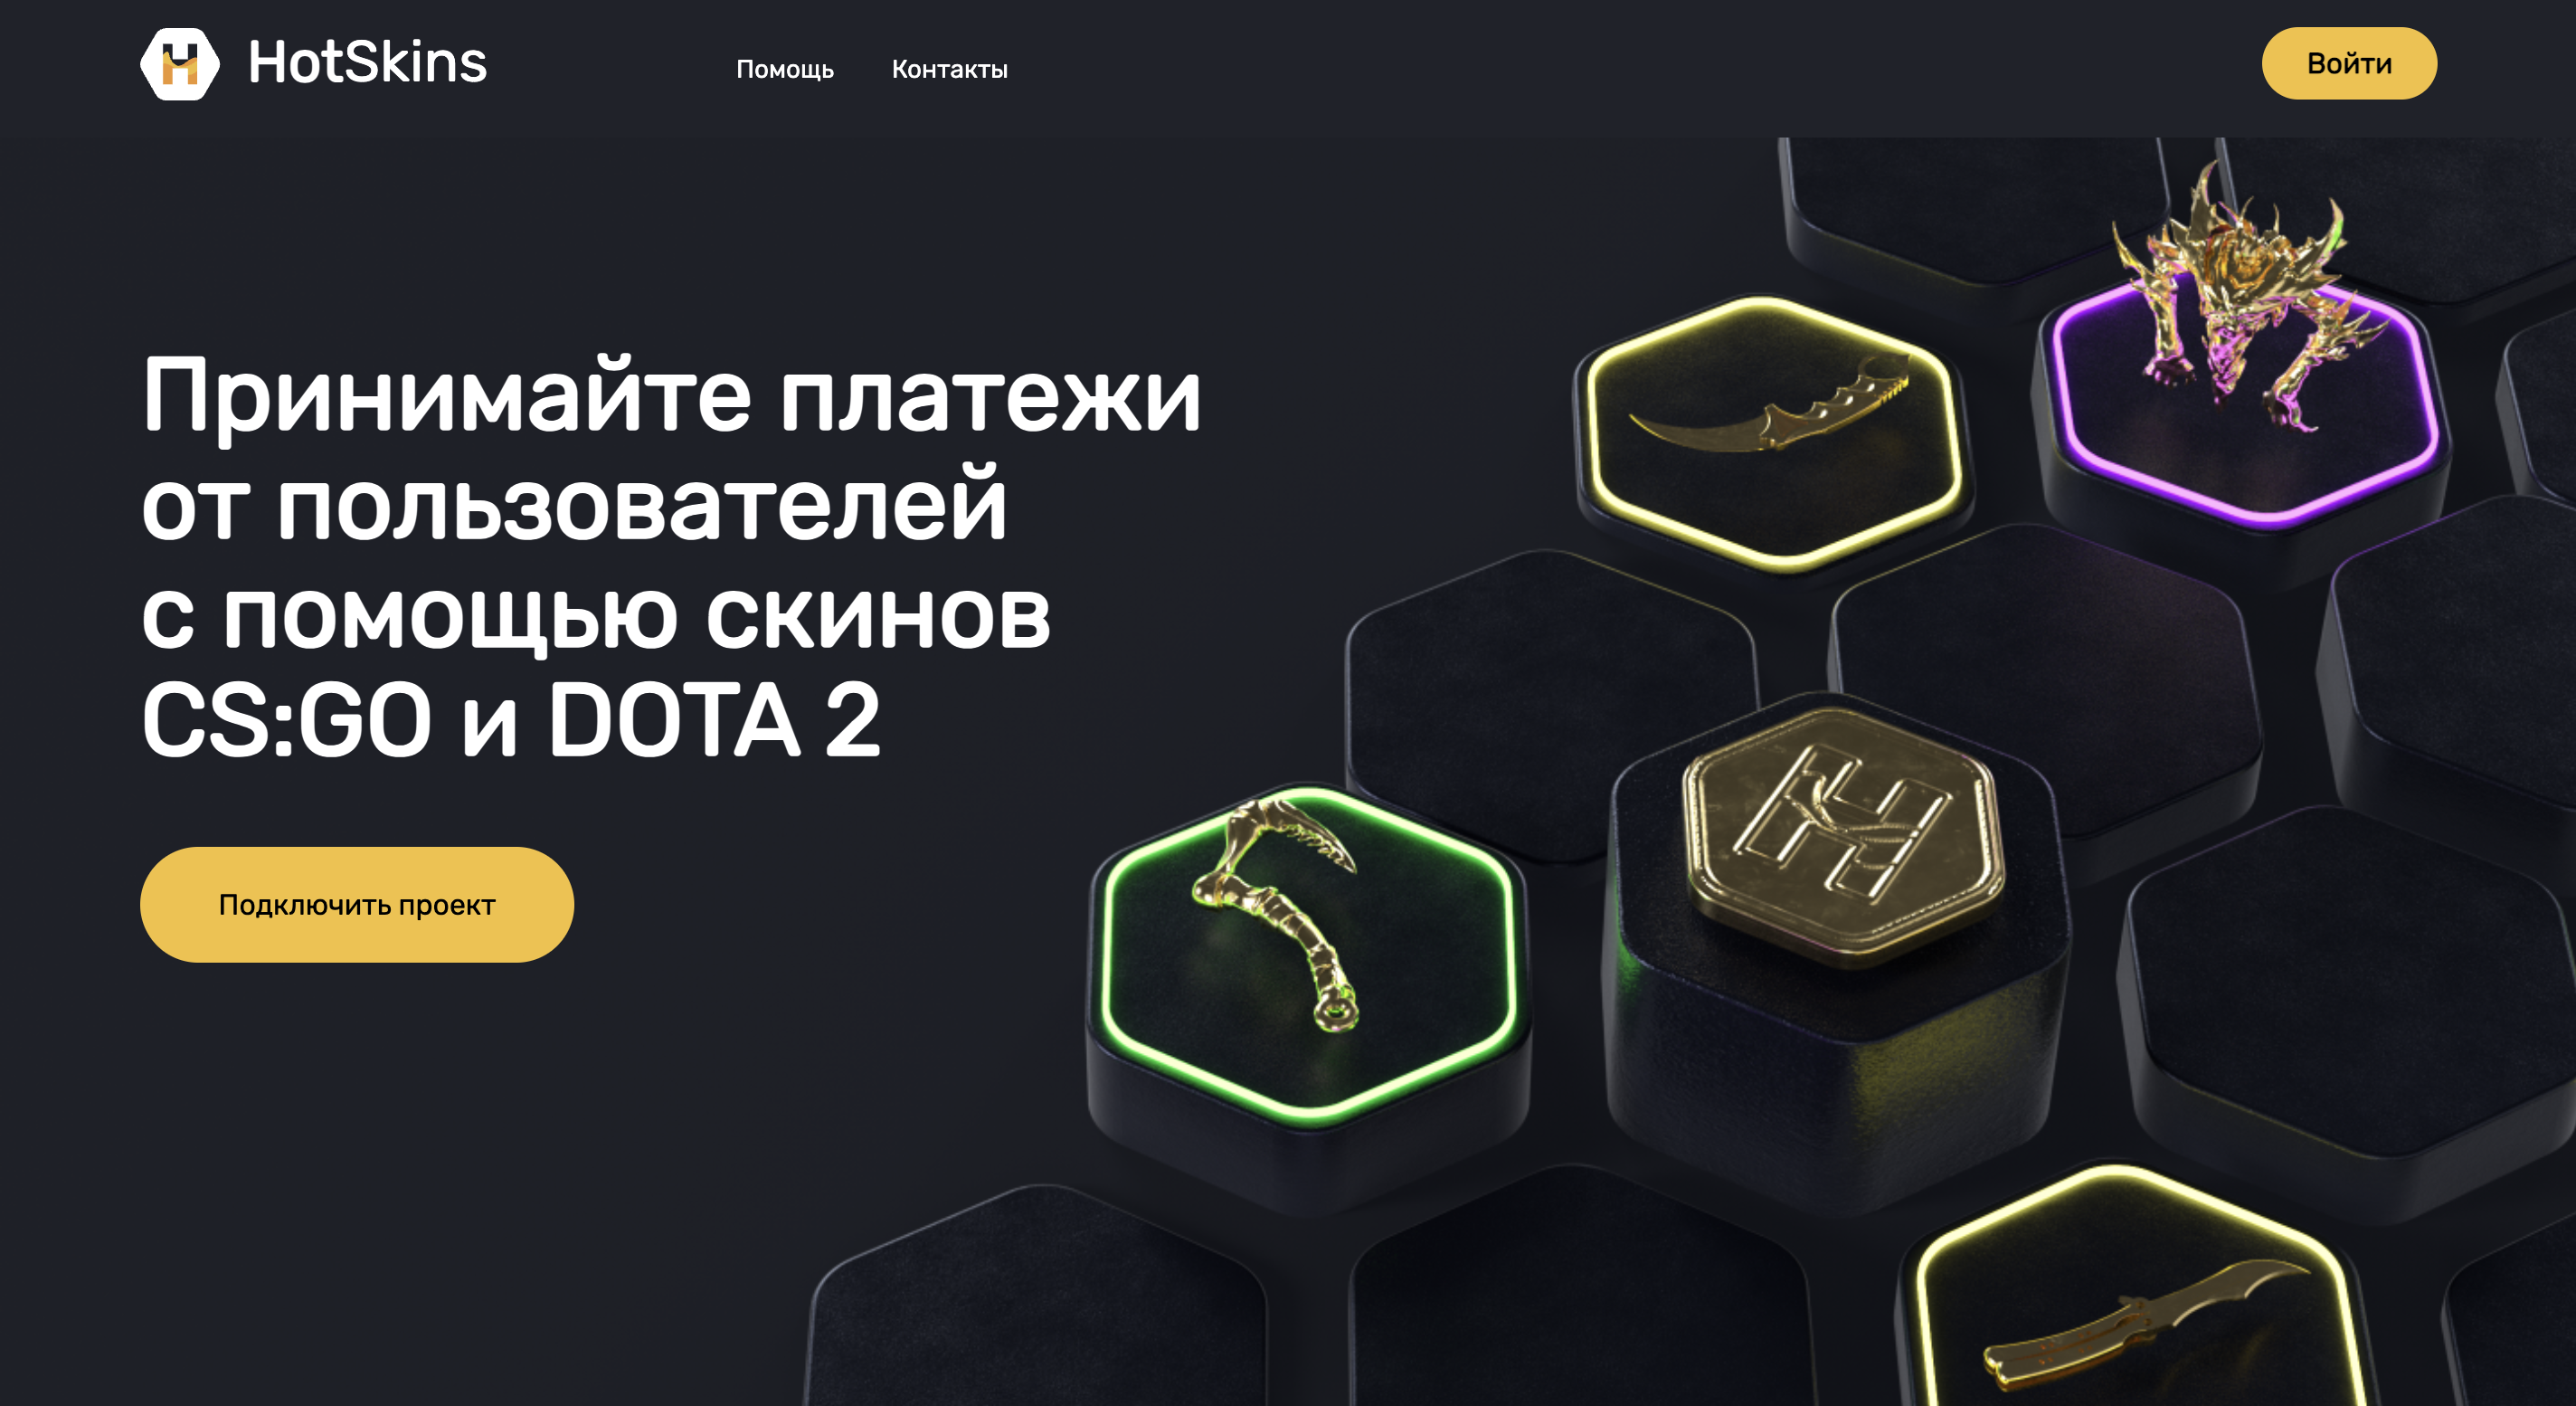 HotSkins
Помощь
Контакты
Войти
Принимайте платежи
от пользователей
с помощью скинов
CS:GO и DOTA 2
Подключить проект